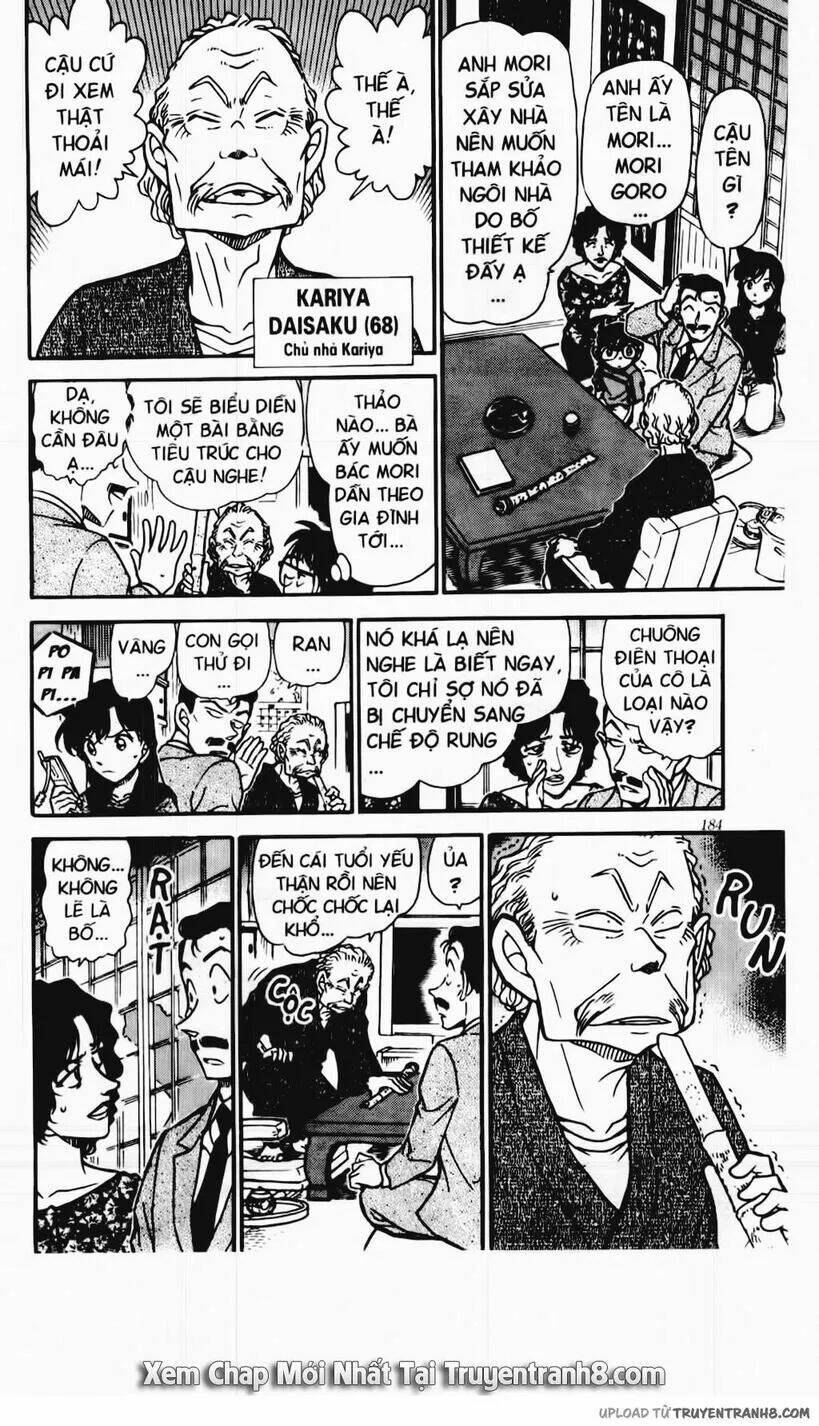 CẬU TÊN
GÌ
?
ANH ẤY
TÊN LÀ
MORI...
MORI
GORO
...
ANH MORI
SẮP SỬA
XÂY NHÀ
NÊN MUỐN
THAM KHẢO
NGÔI NHÀ
DO BỐ
THIẾT KẾ
ĐẤY Ạ
...
THẾ À,
THẾ
À!
CẬU CỨ
ĐI XEM
THẬT
THOẢI
MÁI!
KARIYA
DAISAKU (68)
Chủ nhà Kariya
THẢO
NÀO... BÀ
ẤY MUỐN
BÁC MORI
DẪN THEO
GIA ĐÌNH
TỚI...
TÔI SẼ BIỂU DIỄN
MỘT BÀI BẰNG
TIÊU TRÚC CHO
CẬU NGHE!
DẠ,
KHÔNG
CẦN ĐÂU
Ạ...
CHUÔNG
ĐIỆN THOẠI
CỦA CÔ LÀ
LOẠI NÀO
VẬY?
NÓ KHÁ LẠ NÊN
NGHE LÀ BIẾT NGAY,
TÔI CHỈ SỢ NÓ ĐÃ
BỊ CHUYỂN SANG
CHẾ ĐỘ RUNG
...
RAN
...
CON GỌI
THỬ ĐI
...
VÂNG
...
PO
PI PA
PI...
184
RUN
ỦA
?
ĐẾN CÁI TUỔI YẾU
THẬN RỒI NÊN
CHỐC CHỐC LẠI
KHỔ...
CỌC
RẠT
KHÔNG...
KHÔNG
LẼ LÀ
BỐ...
Xem Chap Mới Nhất Tại Truyentranh8.com
UPLOAD TỪ TRUYENTRANH8.COM